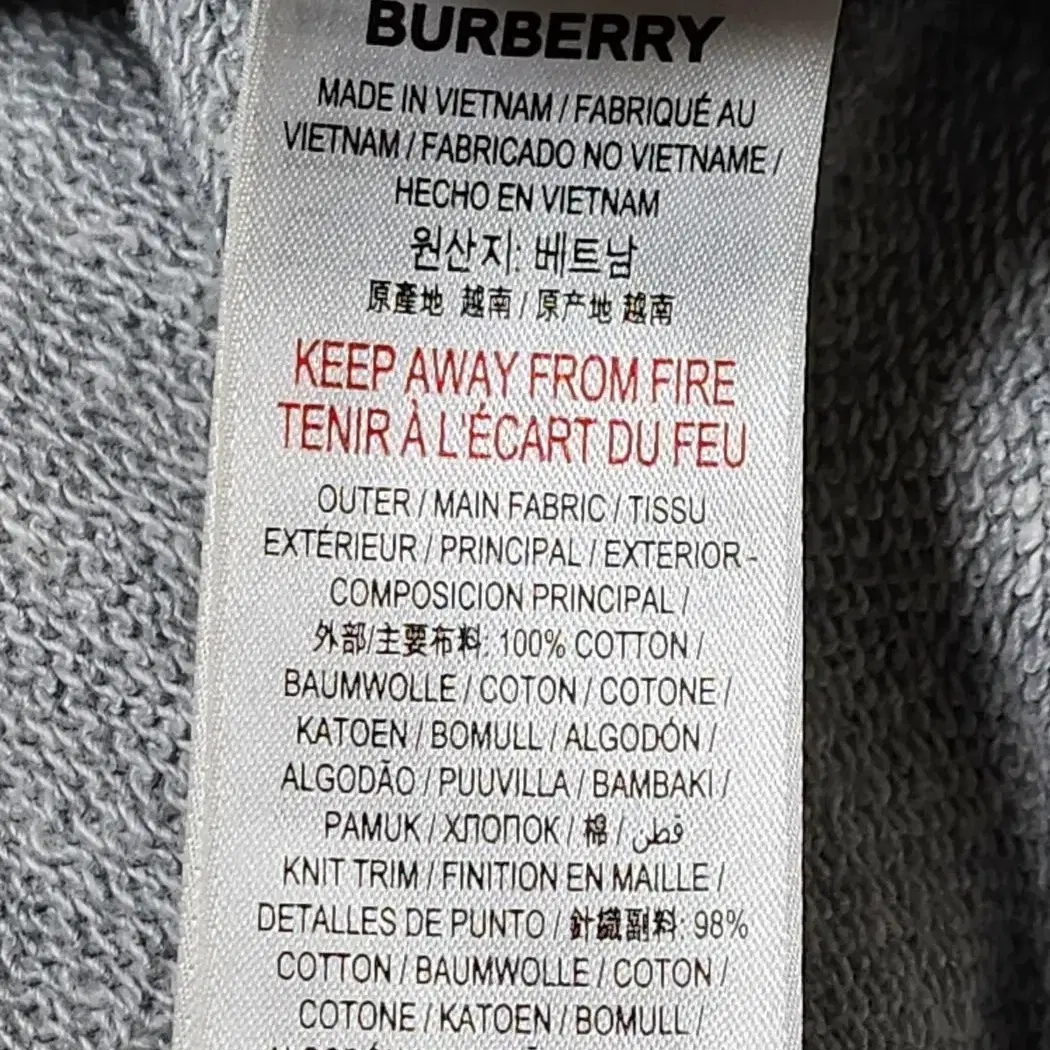 BURBERRY
MADE IN VIETNAM / FABRIQUÉ AU
VIETNAM / FABRICADO NO VIETNAME /
HECHO EN VIETNAM
원산지: 베트남
原產地 越南 / 原产地 越南
KEEP AWAY FROM FIRE
TENIR À L'ÉCART DU FEU
OUTER / MAIN FABRIC / TISSU
EXTÉRIEUR / PRINCIPAL / EXTERIOR -
COMPOSICION PRINCIPAL /
外部/主要布料: 100% COTTON /
BAUMWOLLE / COTON / COTONE /
KATOEN / BOMULL / ALGODÓN /
ALGODÃO / PUUVILLA / BAMBAKI /
PAMUK / ХЛОПОК / 棉 / قطن
KNIT TRIM / FINITION EN MAILLE /
DETALLES DE PUNTO / 針織副料: 98%
COTTON / BAUMWOLLE / COTON /
COTONE / KATOEN / BOMULL /